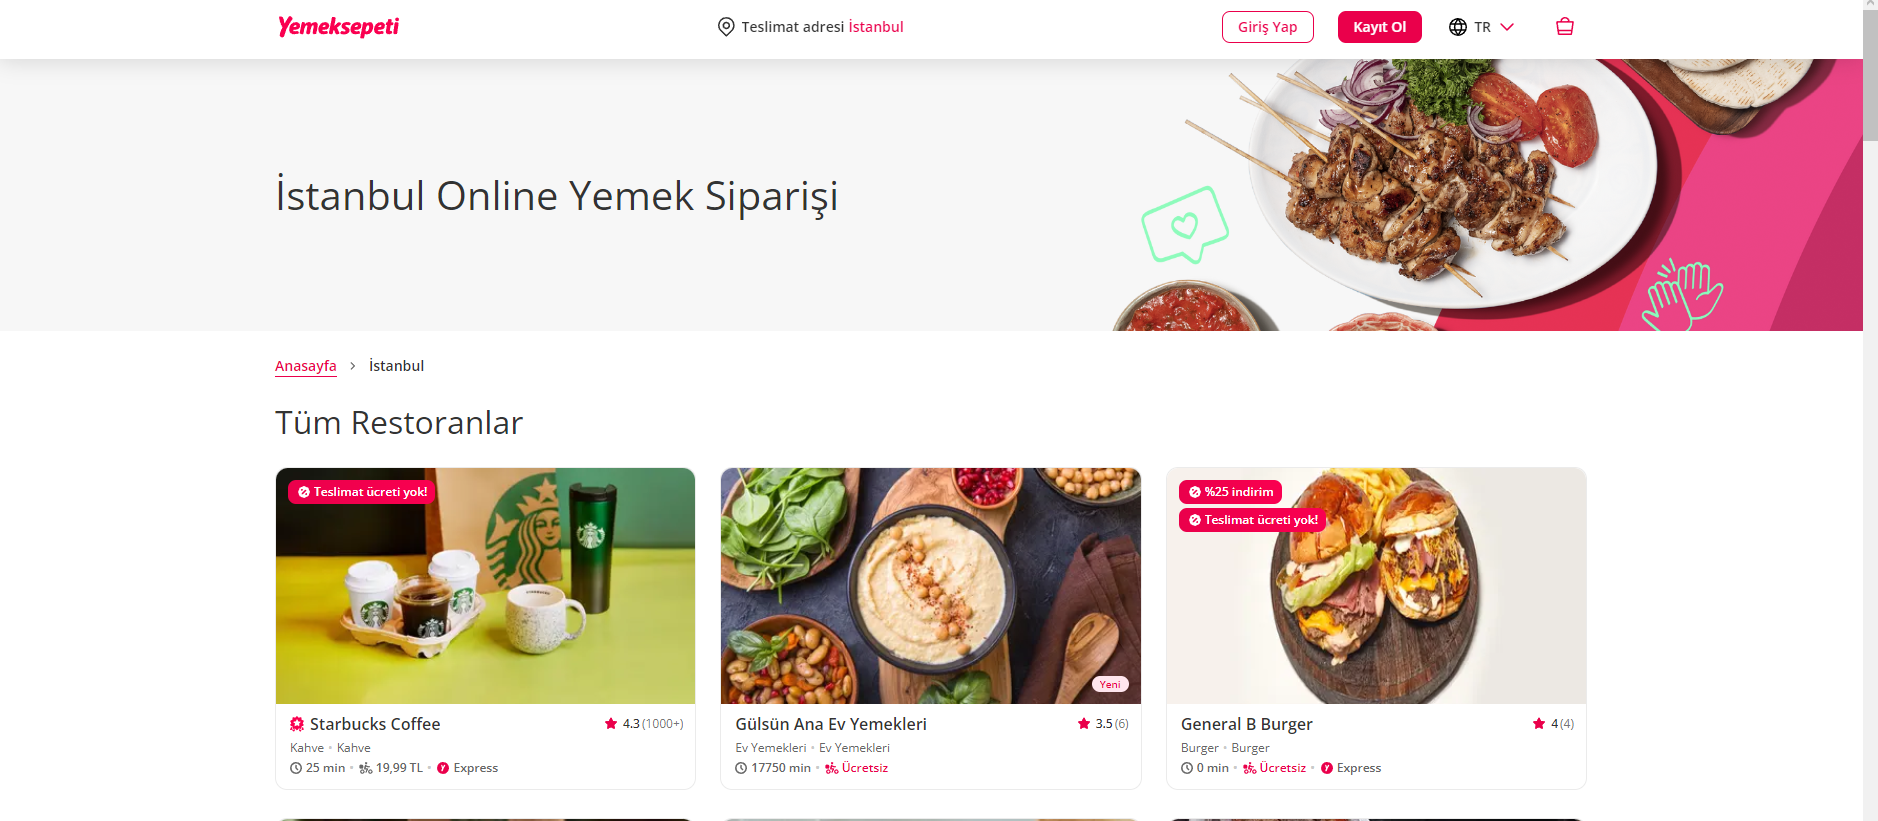 Yemeksepeti
Teslimat adresi İstanbul
Giriş Yap
Kayıt Ol
TR
İstanbul Online Yemek Siparişi
Anasayfa > İstanbul
Tüm Restoranlar
Teslimat ücreti yok!
STARBUCKS
Starbucks Coffee
4.3 (1000+)
Kahve • Kahve
25 min • 19,99 TL • Express
Yeni
Gülsün Ana Ev Yemekleri
3.5 (6)
Ev Yemekleri • Ev Yemekleri
17750 min • Ücretsiz
%25 indirim
Teslimat ücreti yok!
General B Burger
4 (4)
Burger • Burger
0 min • Ücretsiz • Express